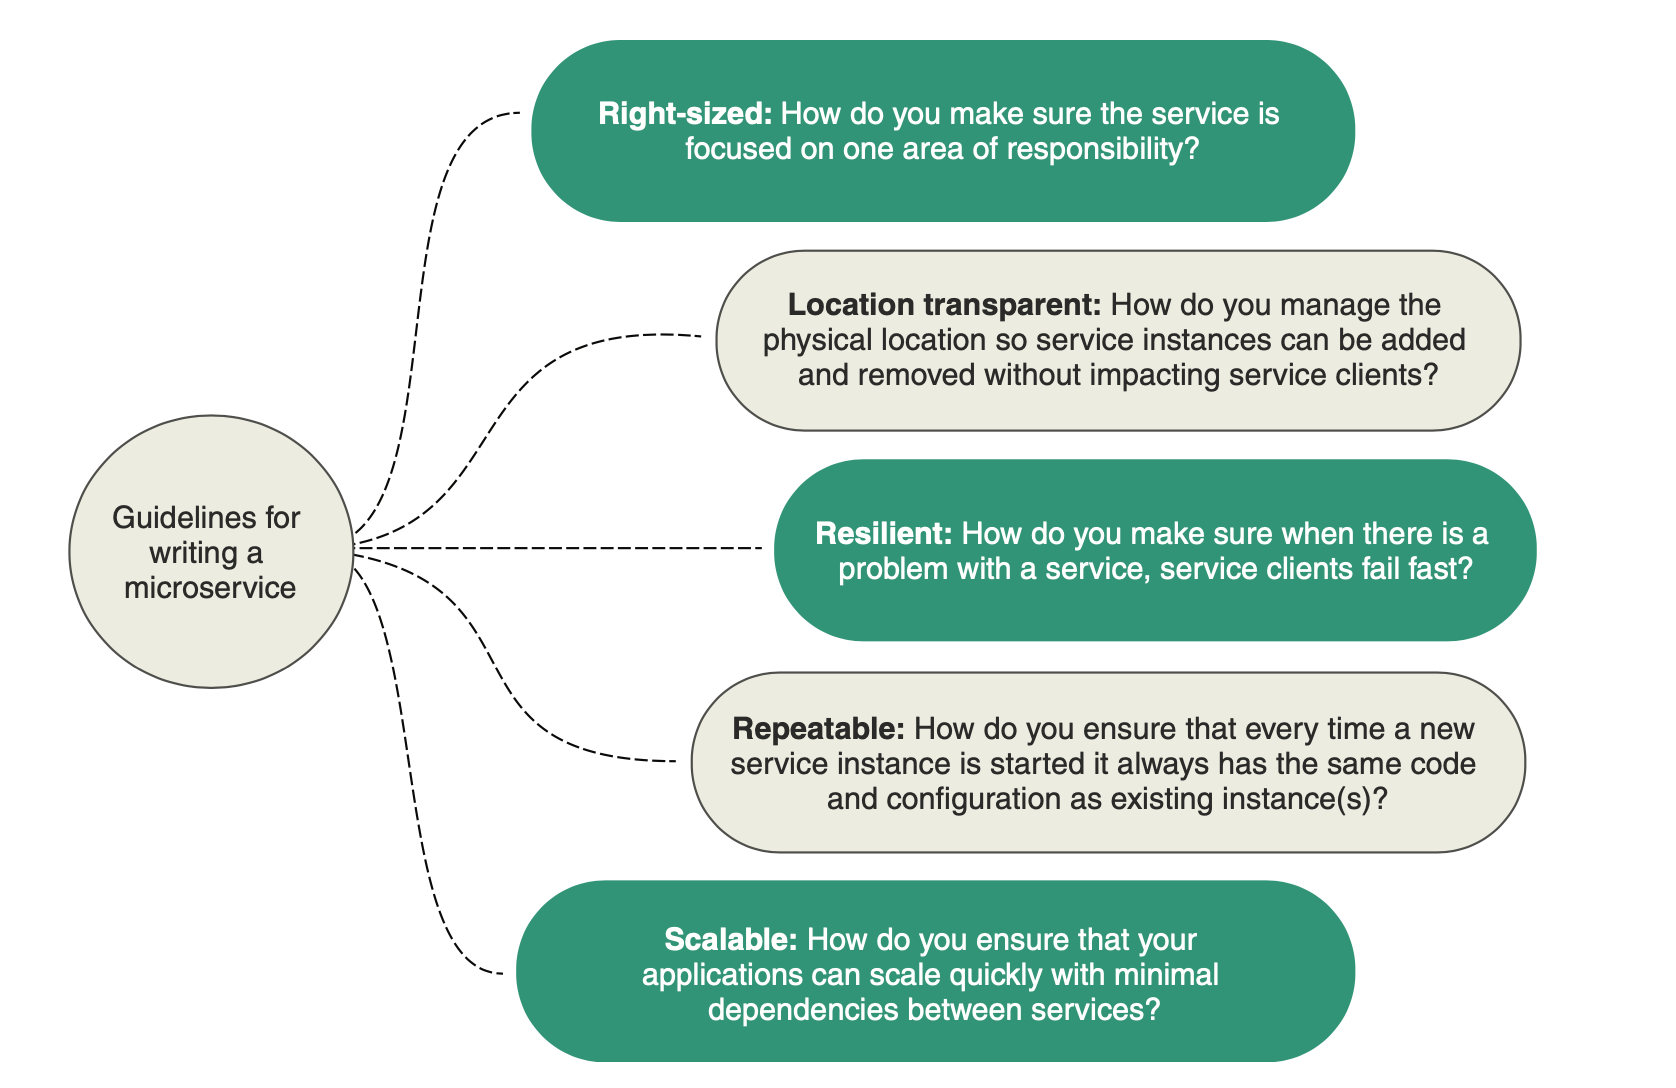 Right-sized: How do you make sure the service is
focused on one area of responsibility?
Location transparent: How do you manage the
physical location so service instances can be added
and removed without impacting service clients?
Guidelines for
writing a
microservice
Resilient: How do you make sure when there is a
problem with a service, service clients fail fast?
Repeatable: How do you ensure that every time a new
service instance is started it always has the same code
and configuration as existing instance(s)?
Scalable: How do you ensure that your
applications can scale quickly with minimal
dependencies between services?